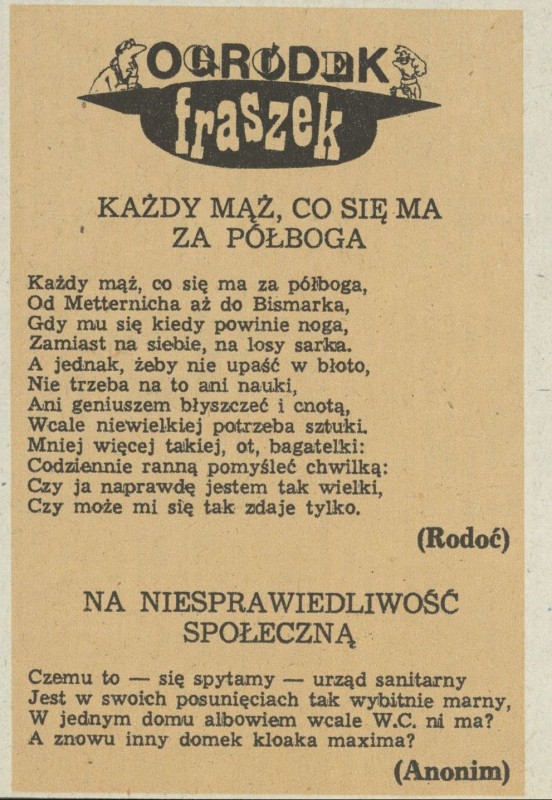 OGRÓDEK
fraszek
KAŻDY MĄŻ, CO SIĘ MA
ZA PÓŁBOGA
Każdy mąż, co się ma za półboga,
Od Metternicha aż do Bismarka,
Gdy mu się kiedy powinie noga,
Zamiast na siebie, na losy sarka.
A jednak, żeby nie upaść w błoto,
Nie trzeba na to ani nauki,
Ani geniuszem błyszczeć i cnotą,
Wcale niewielkiej potrzeba sztuki.
Mniej więcej takiej, ot, bagatelki:
Codziennie ranną pomyśleć chwilką:
Czy ja naprawdę jestem tak wielki,
Czy może mi się tak zdaje tylko.
(Rodoć)
NA NIESPRAWIEDLIWOŚĆ
SPOŁECZNĄ
Czemu to — się spytamy — urząd sanitarny
Jest w swoich posunięciach tak wybitnie marny,
W jednym domu albowiem wcale W.C. ni ma?
A znowu inny domek kloaka maxima?
(Anonim)